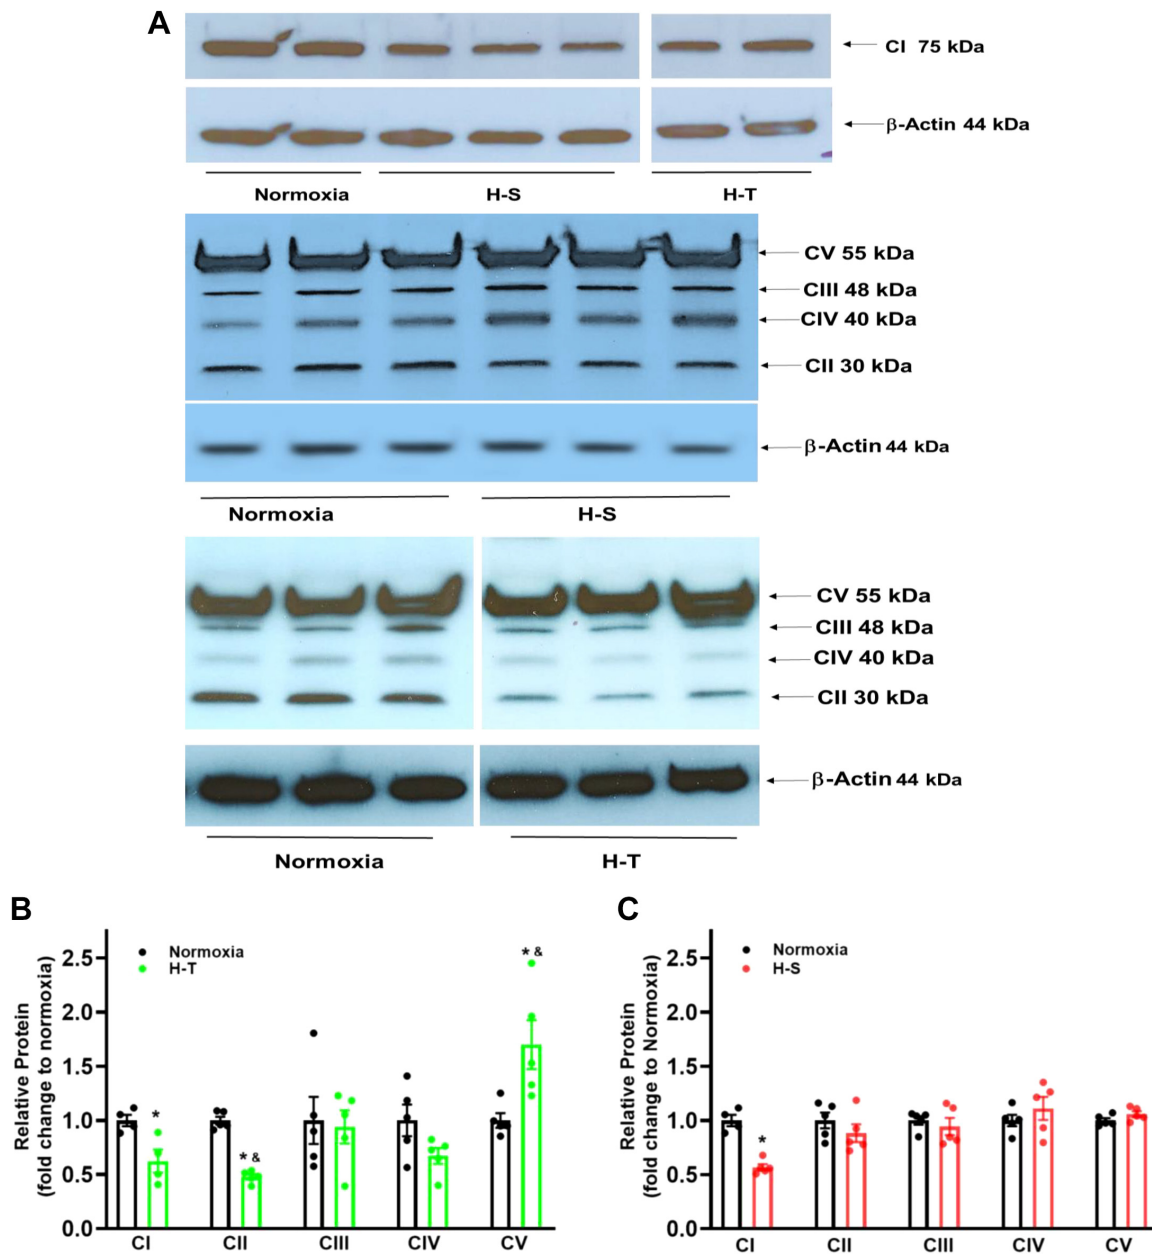 A
CI 75 kDa
β-Actin 44 kDa
Normoxia H-S H-T
CV 55 kDa
CIII 48 kDa
CIV 40 kDa
CII 30 kDa
β-Actin 44 kDa
Normoxia H-S
CV 55 kDa
CIII 48 kDa
CIV 40 kDa
CII 30 kDa
β-Actin 44 kDa
Normoxia H-T
B
Relative Protein
(fold change to normoxia)
2.5
2.0
1.5
1.0
0.5
0.0
Normoxia
H-T
*
* &
* &
CI CII CIII CIV CV
C
Relative Protein
(fold change to Normoxia)
2.5
2.0
1.5
1.0
0.5
0.0
Normoxia
H-S
*
CI CII CIII CIV CV